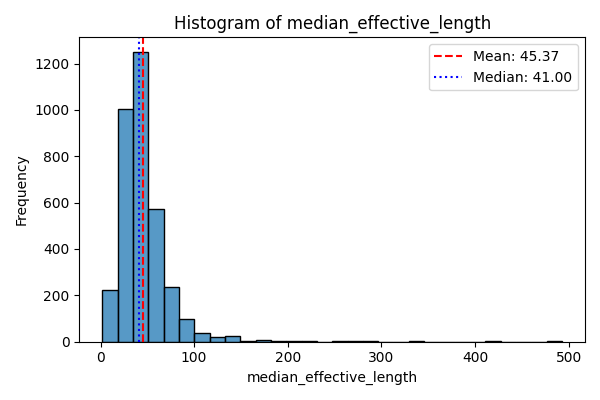 Histogram of median_effective_length
Mean: 45.37
Median: 41.00
Frequency
1200
1000
800
600
400
200
0
0 100 200 300 400 500
median_effective_length